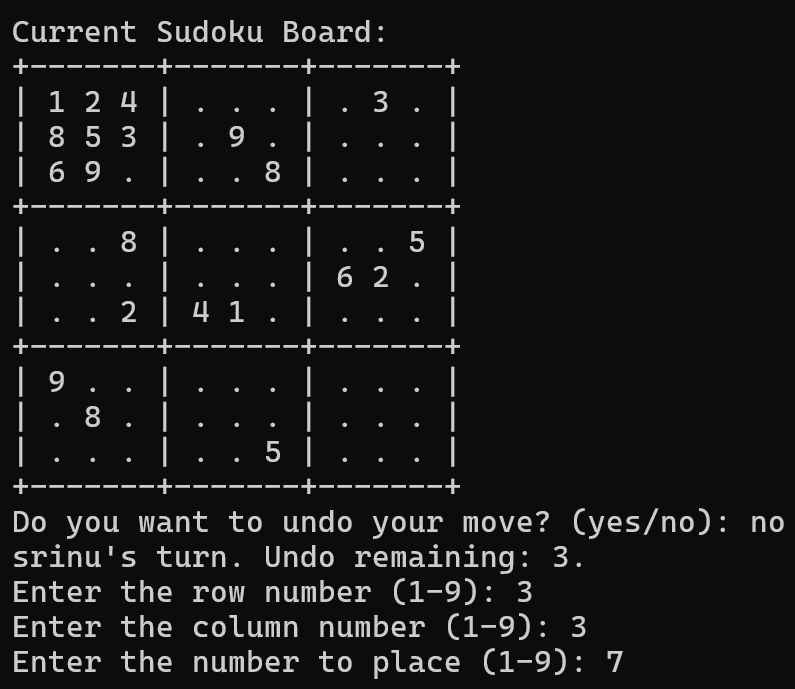 Current Sudoku Board:
+-------+-------+-------+
| 1 2 4 | . . . | . 3 . |
| 8 5 3 | . 9 . | . . . |
| 6 9 . | . . 8 | . . . |
+-------+-------+-------+
| . . 8 | . . . | . . 5 |
| . . . | . . . | 6 2 . |
| . . 2 | 4 1 . | . . . |
+-------+-------+-------+
| 9 . . | . . . | . . . |
| . 8 . | . . . | . . . |
| . . . | . . 5 | . . . |
+-------+-------+-------+
Do you want to undo your move? (yes/no): no
srinu's turn. Undo remaining: 3.
Enter the row number (1-9): 3
Enter the column number (1-9): 3
Enter the number to place (1-9): 7